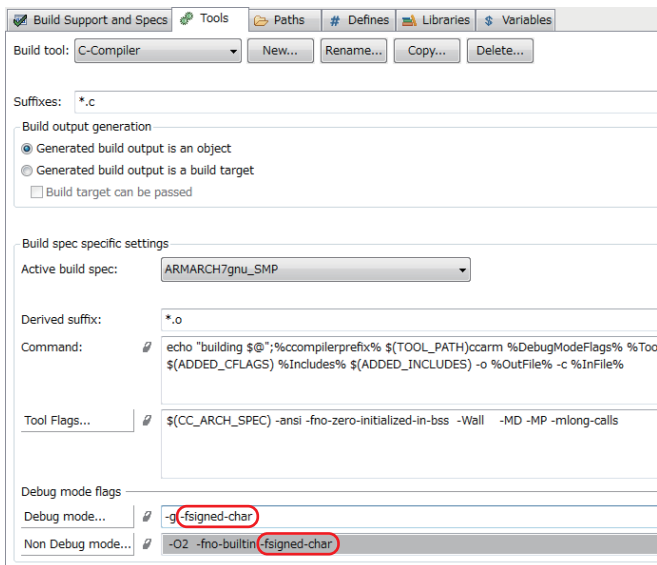 Build Support and Specs Tools Paths # Defines Libraries $ Variables
Build tool: C-Compiler New... Rename... Copy... Delete...
Suffixes: *.c
Build output generation
Generated build output is an object
Generated build output is a build target
Build target can be passed
Build spec specific settings
Active build spec: ARMARCH7gnu_SMP
Derived suffix: *.o
Command: echo "building $@";%ccompilerprefix% $(TOOL_PATH)ccarm %DebugModeFlags% %Too
$(ADDED_CFLAGS) %Includes% $(ADDED_INCLUDES) -o %OutFile% -c %InFile%
Tool Flags... $(CC_ARCH_SPEC) -ansi -fno-zero-initialized-in-bss -Wall -MD -MP -mlong-calls
Debug mode flags
Debug mode... -g -fsigned-char
Non Debug mode... -O2 -fno-builtin -fsigned-char